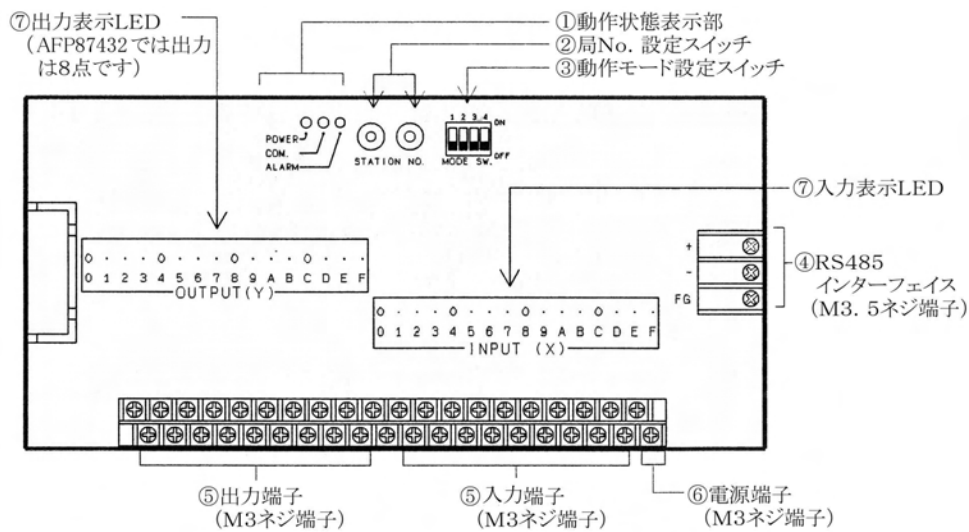 ⑦出力表示LED
(AFP87432では出力
は8点です)
①動作状態表示部
②局No. 設定スイッチ
③動作モード設定スイッチ
1 2 3 4 ON
POWER
COM.
ALARM
STATION NO.
MODE SW.
OFF
⑦入力表示LED
+
-
FG
④RS485
インターフェイス
(M3. 5ネジ端子)
0 1 2 3 4 5 6 7 8 9 A B C D E F
OUTPUT(Y)
0 1 2 3 4 5 6 7 8 9 A B C D E F
INPUT (X)
⑤出力端子
(M3ネジ端子)
⑤入力端子
(M3ネジ端子)
⑥電源端子
(M3ネジ端子)